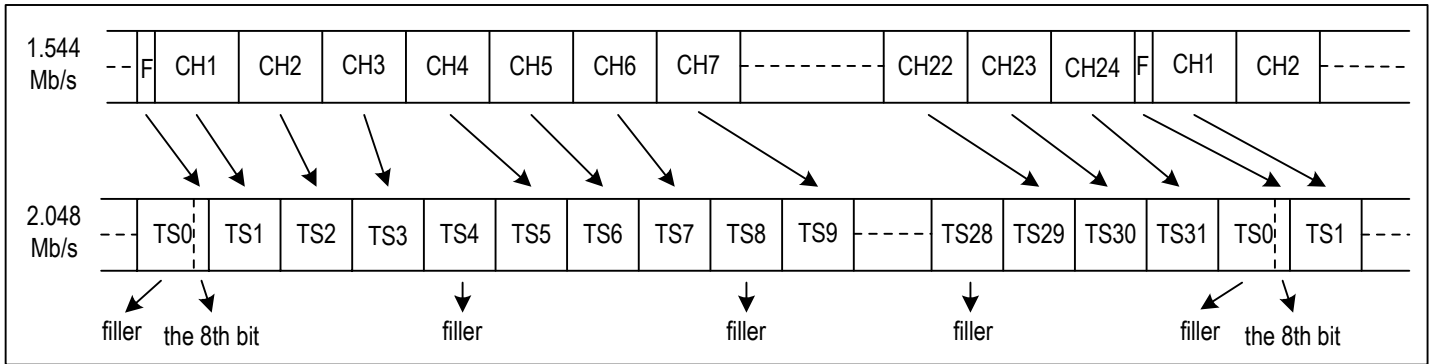 1.544
Mb/s
F CH1 CH2 CH3 CH4 CH5 CH6 CH7 CH22 CH23 CH24 F CH1 CH2
2.048
Mb/s
TS0 TS1 TS2 TS3 TS4 TS5 TS6 TS7 TS8 TS9 TS28 TS29 TS30 TS31 TS0 TS1
filler the 8th bit filler filler filler filler the 8th bit